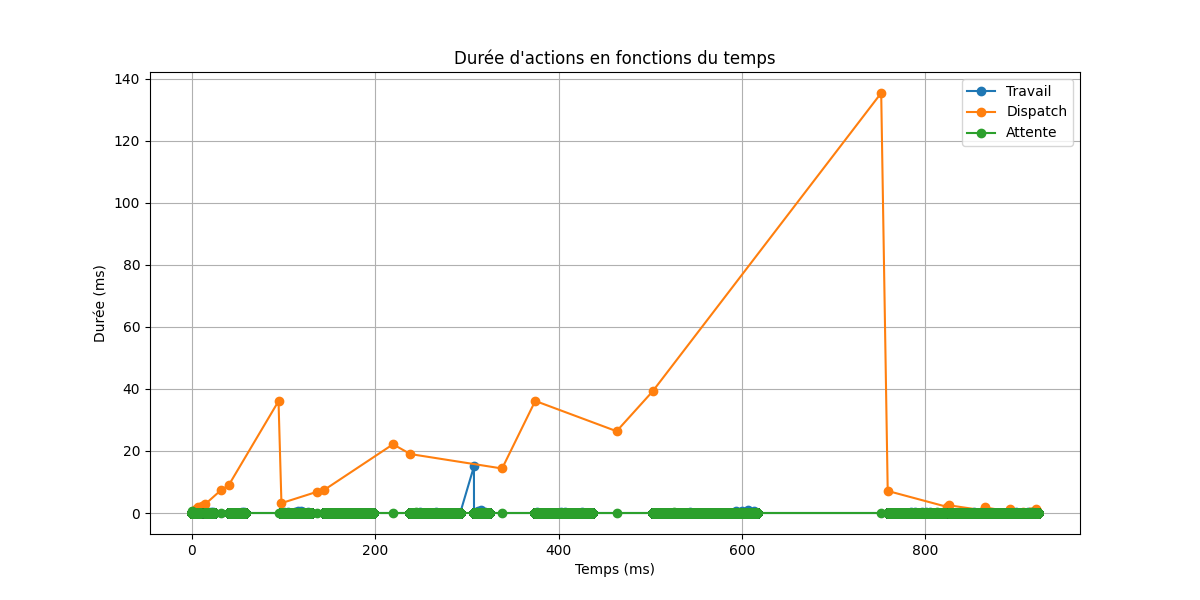 Durée d'actions en fonctions du temps
Travail
Dispatch
Attente
Durée (ms)
140
120
100
80
60
40
20
0
0 200 400 600 800
Temps (ms)